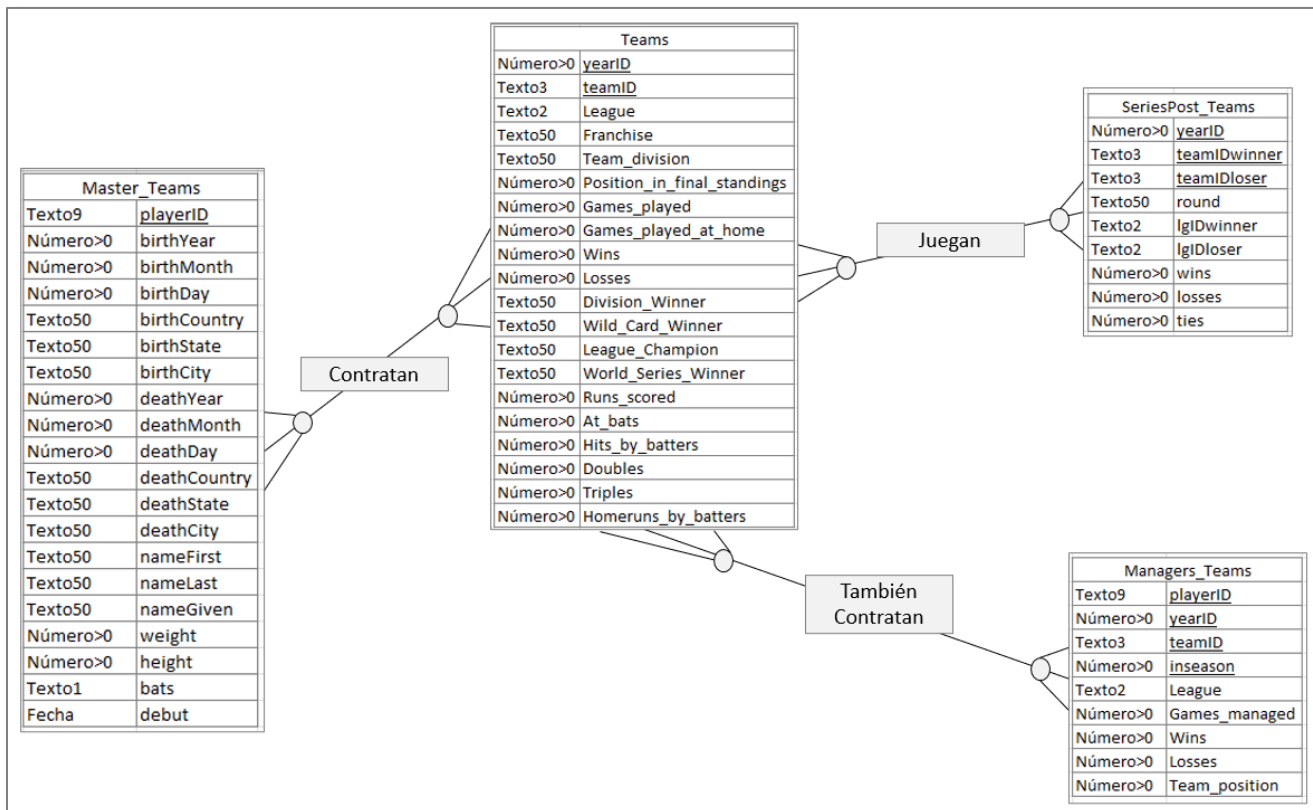 Master_Teams
Texto9 playerID
Número>0 birthYear
Número>0 birthMonth
Número>0 birthDay
Texto50 birthCountry
Texto50 birthState
Texto50 birthCity
Número>0 deathYear
Número>0 deathMonth
Número>0 deathDay
Texto50 deathCountry
Texto50 deathState
Texto50 deathCity
Texto50 nameFirst
Texto50 nameLast
Texto50 nameGiven
Número>0 weight
Número>0 height
Texto1 bats
Fecha debut
Contratan
Teams
Número>0 yearID
Texto3 teamID
Texto2 League
Texto50 Franchise
Texto50 Team_division
Número>0 Position_in_final_standings
Número>0 Games_played
Número>0 Games_played_at_home
Número>0 Wins
Número>0 Losses
Texto50 Division_Winner
Texto50 Wild_Card_Winner
Texto50 League_Champion
Texto50 World_Series_Winner
Número>0 Runs_scored
Número>0 At_bats
Número>0 Hits_by_batters
Número>0 Doubles
Número>0 Triples
Número>0 Homeruns_by_batters
Juegan
SeriesPost_Teams
Número>0 yearID
Texto3 teamIDwinner
Texto3 teamIDloser
Texto50 round
Texto2 lgIDwinner
Texto2 lgIDloser
Número>0 wins
Número>0 losses
Número>0 ties
También
Contratan
Managers_Teams
Texto9 playerID
Número>0 yearID
Texto3 teamID
Número>0 inseason
Texto2 League
Número>0 Games_managed
Número>0 Wins
Número>0 Losses
Número>0 Team_position